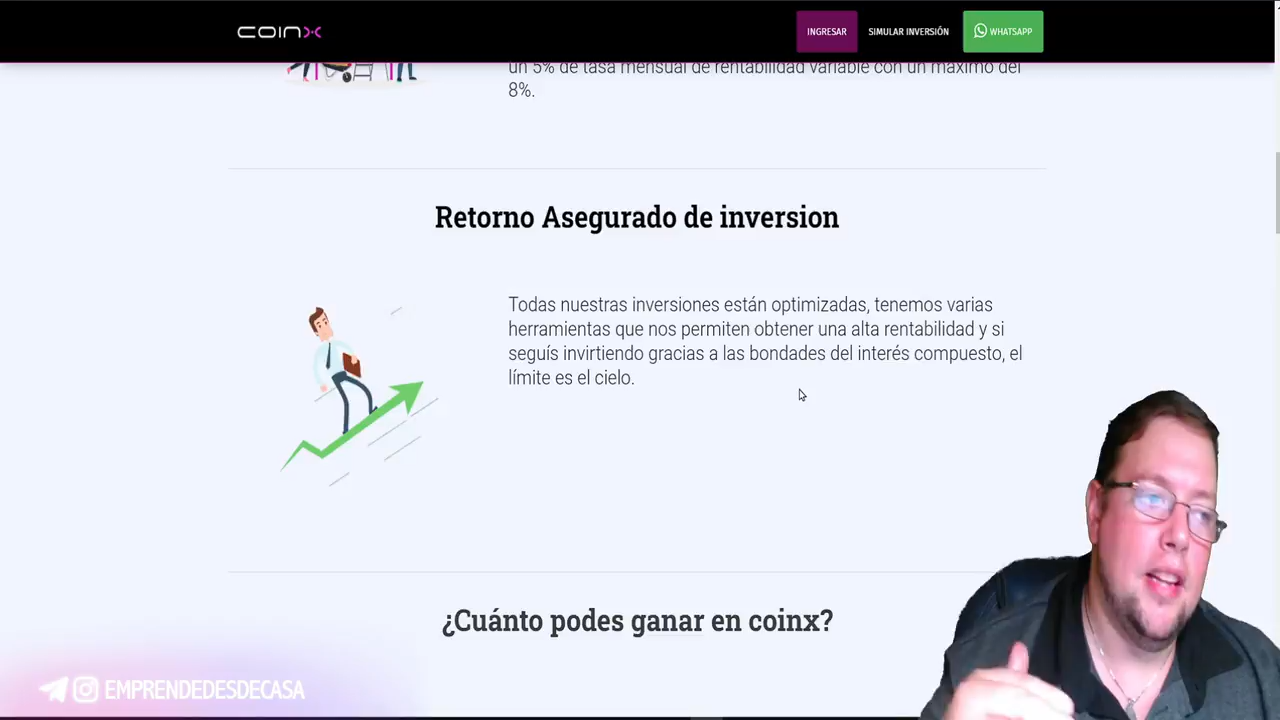 COINX
INGRESAR
SIMULAR INVERSIÓN
WHATSAPP
un 5% de tasa mensual de rentabilidad variable con un máximo del
8%.
Retorno Asegurado de inversion
Todas nuestras inversiones están optimizadas, tenemos varias
herramientas que nos permiten obtener una alta rentabilidad y si
seguís invirtiendo gracias a las bondades del interés compuesto, el
límite es el cielo.
¿Cuánto podes ganar en coinx?
EMPRENDEDESDECASA